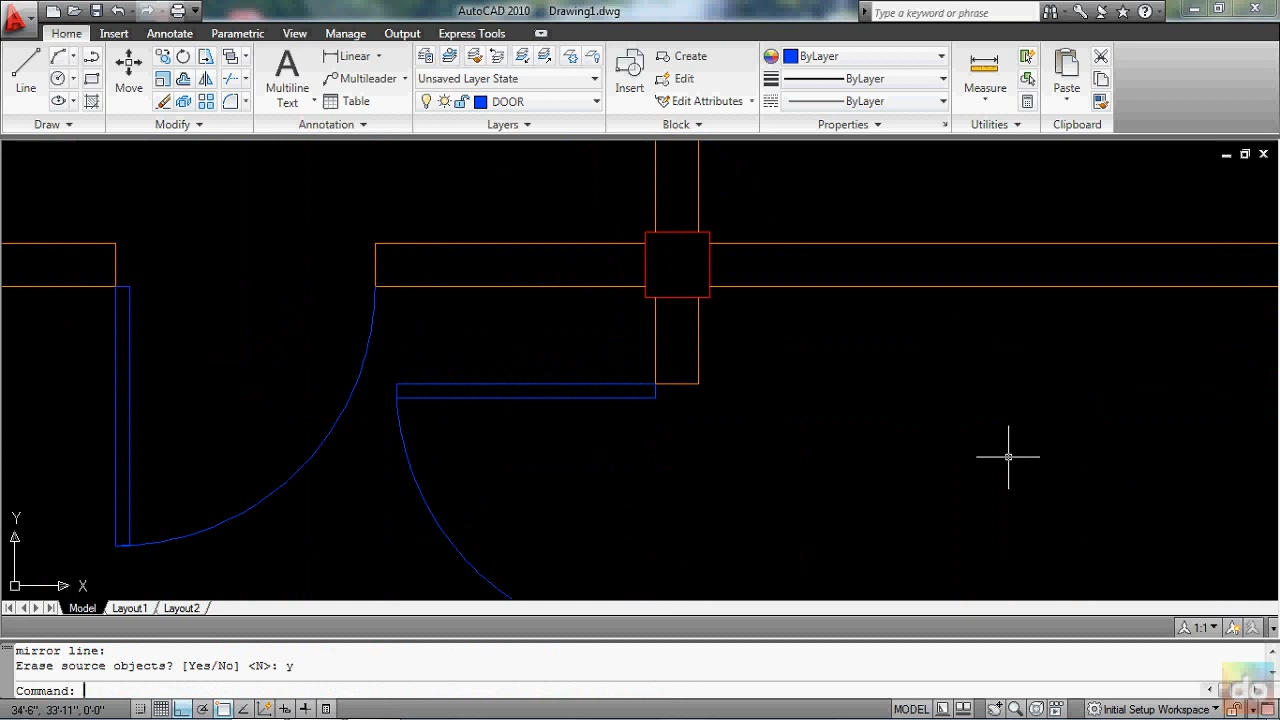 AutoCAD 2010 Drawing1.dwg
Type a keyword or phrase
Home Insert Annotate Parametric View Manage Output Express Tools
Line
Move
Multiline
Text
Linear
Multileader
Table
Unsaved Layer State
DOOR
Insert
Create
Edit
Edit Attributes
ByLayer
ByLayer
ByLayer
Measure
Paste
Draw Modify Annotation Layers Block Properties Utilities Clipboard
Y
X
Model Layout1 Layout2
1:1
mirror line:
Erase source objects? [Yes/No] <N>: y
Command:
34'-6", 33'-11", 0'-0"
MODEL
Initial Setup Workspace